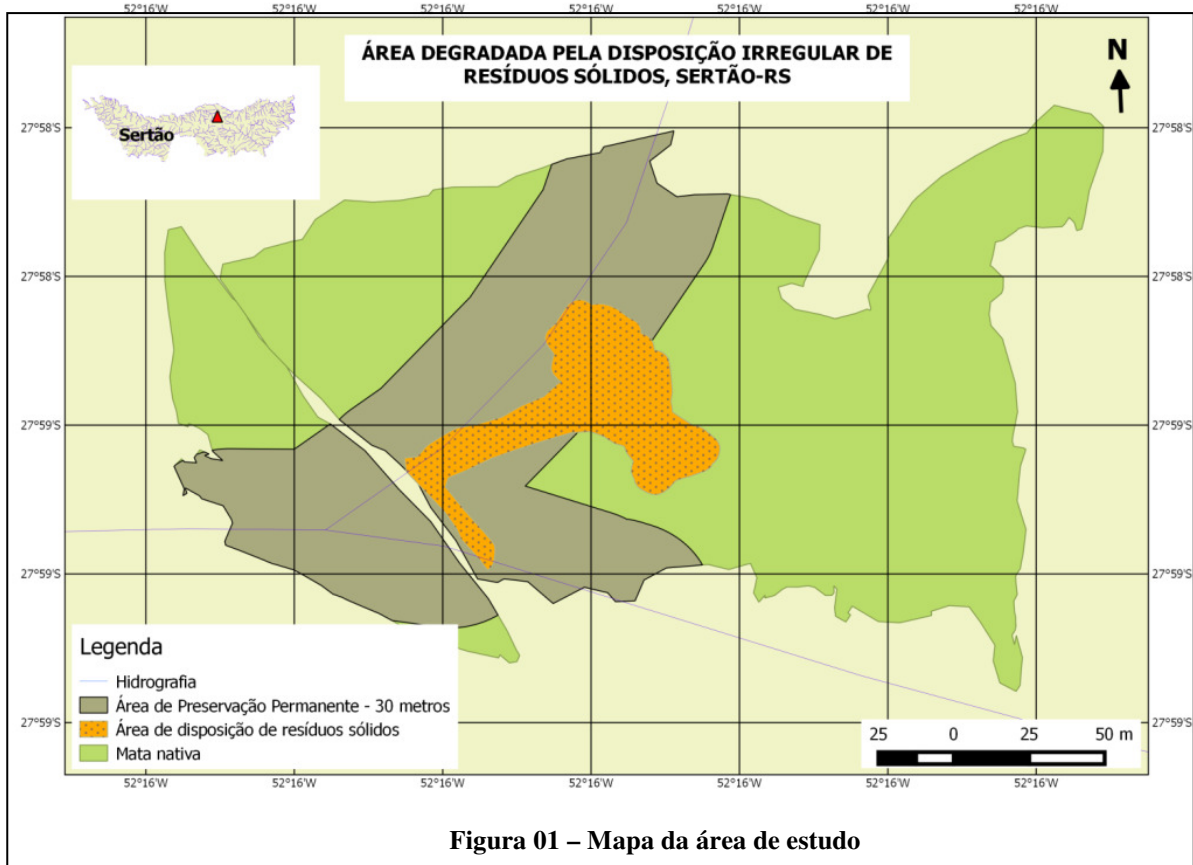 52°16'W 52°16'W 52°16'W 52°16'W 52°16'W 52°16'W 52°16'W
ÁREA DEGRADADA PELA DISPOSIÇÃO IRREGULAR DE
RESÍDUOS SÓLIDOS, SERTÃO-RS
N
Sertão
27°58'S 27°58'S
27°58'S 27°58'S
27°59'S 27°59'S
27°59'S 27°59'S
27°59'S 27°59'S
Legenda
Hidrografia
Área de Preservação Permanente - 30 metros
Área de disposição de resíduos sólidos
Mata nativa
25 0 25 50 m
52°16'W 52°16'W 52°16'W 52°16'W 52°16'W 52°16'W 52°16'W
Figura 01 – Mapa da área de estudo